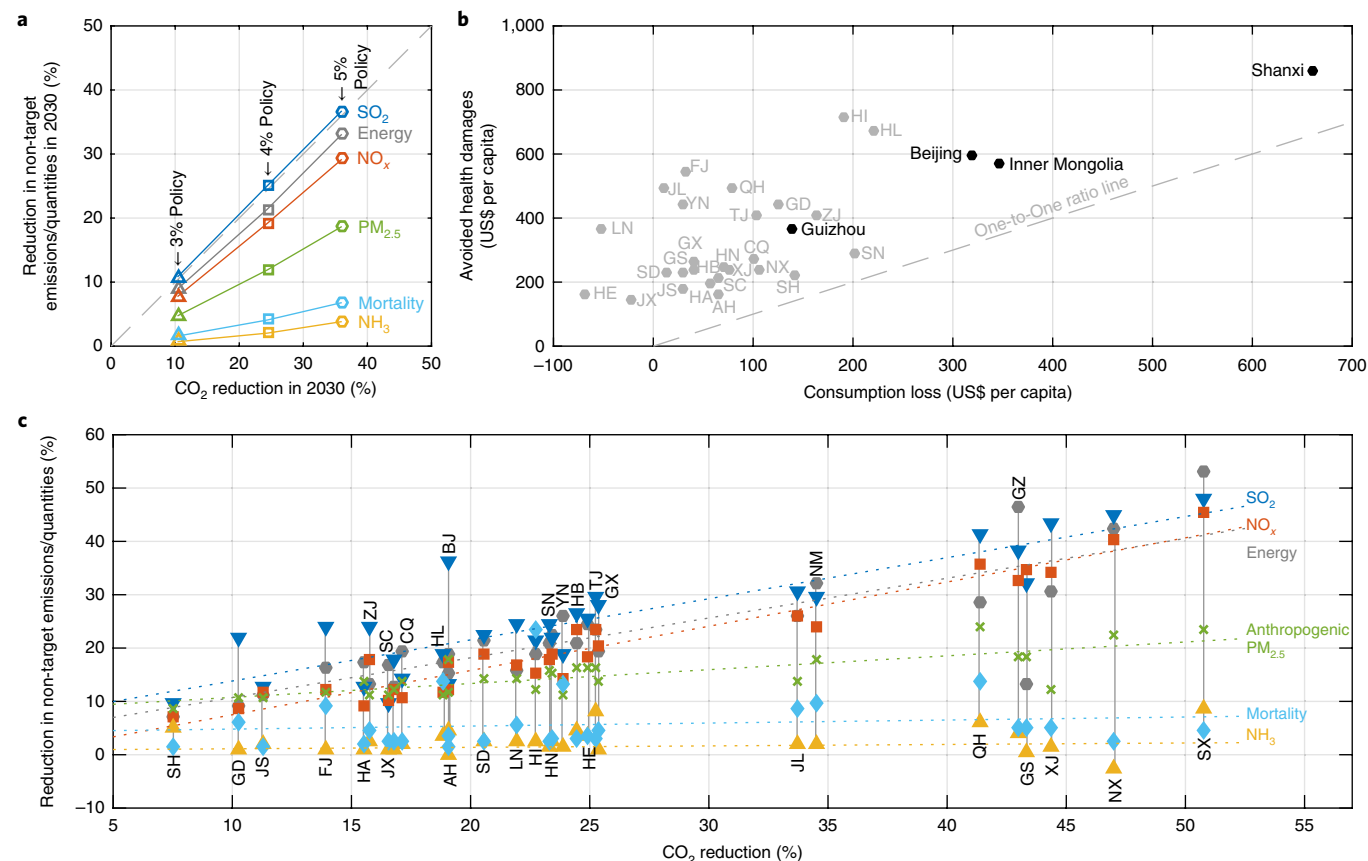 a
50
40
30
20
10
0
Reduction in non-target
emissions/quantities in 2030 (%)
3% Policy
4% Policy
5%
Policy
SO2
Energy
NOx
PM2.5
Mortality
NH3
0 10 20 30 40 50
CO2 reduction in 2030 (%)
b
1,000
800
600
400
200
0
Avoided health damages
(US$ per capita)
Shanxi
HI
HL
Beijing
Inner Mongolia
FJ
JL
QH
YN
GD
TJ
ZJ
LN
Guizhou
One-to-One ratio line
GX
CQ
SN
GS
HN
SD
HB
XJ
NX
JS
SC
SH
HE
JX
HA
AH
−100 0 100 200 300 400 500 600 700
Consumption loss (US$ per capita)
c
60
50
40
30
20
10
0
−10
Reduction in non-target emissions/quantities (%)
SH
GD
JS
FJ
HA
ZJ
JX
SC
CQ
HL
AH
BJ
SD
LN
HI
HN
SN
YN
HB
HE
TJ
GX
JL
NM
QH
GZ
GS
XJ
NX
SX
SO2
NOx
Energy
Anthropogenic
PM2.5
Mortality
NH3
5 10 15 20 25 30 35 40 45 50 55
CO2 reduction (%)